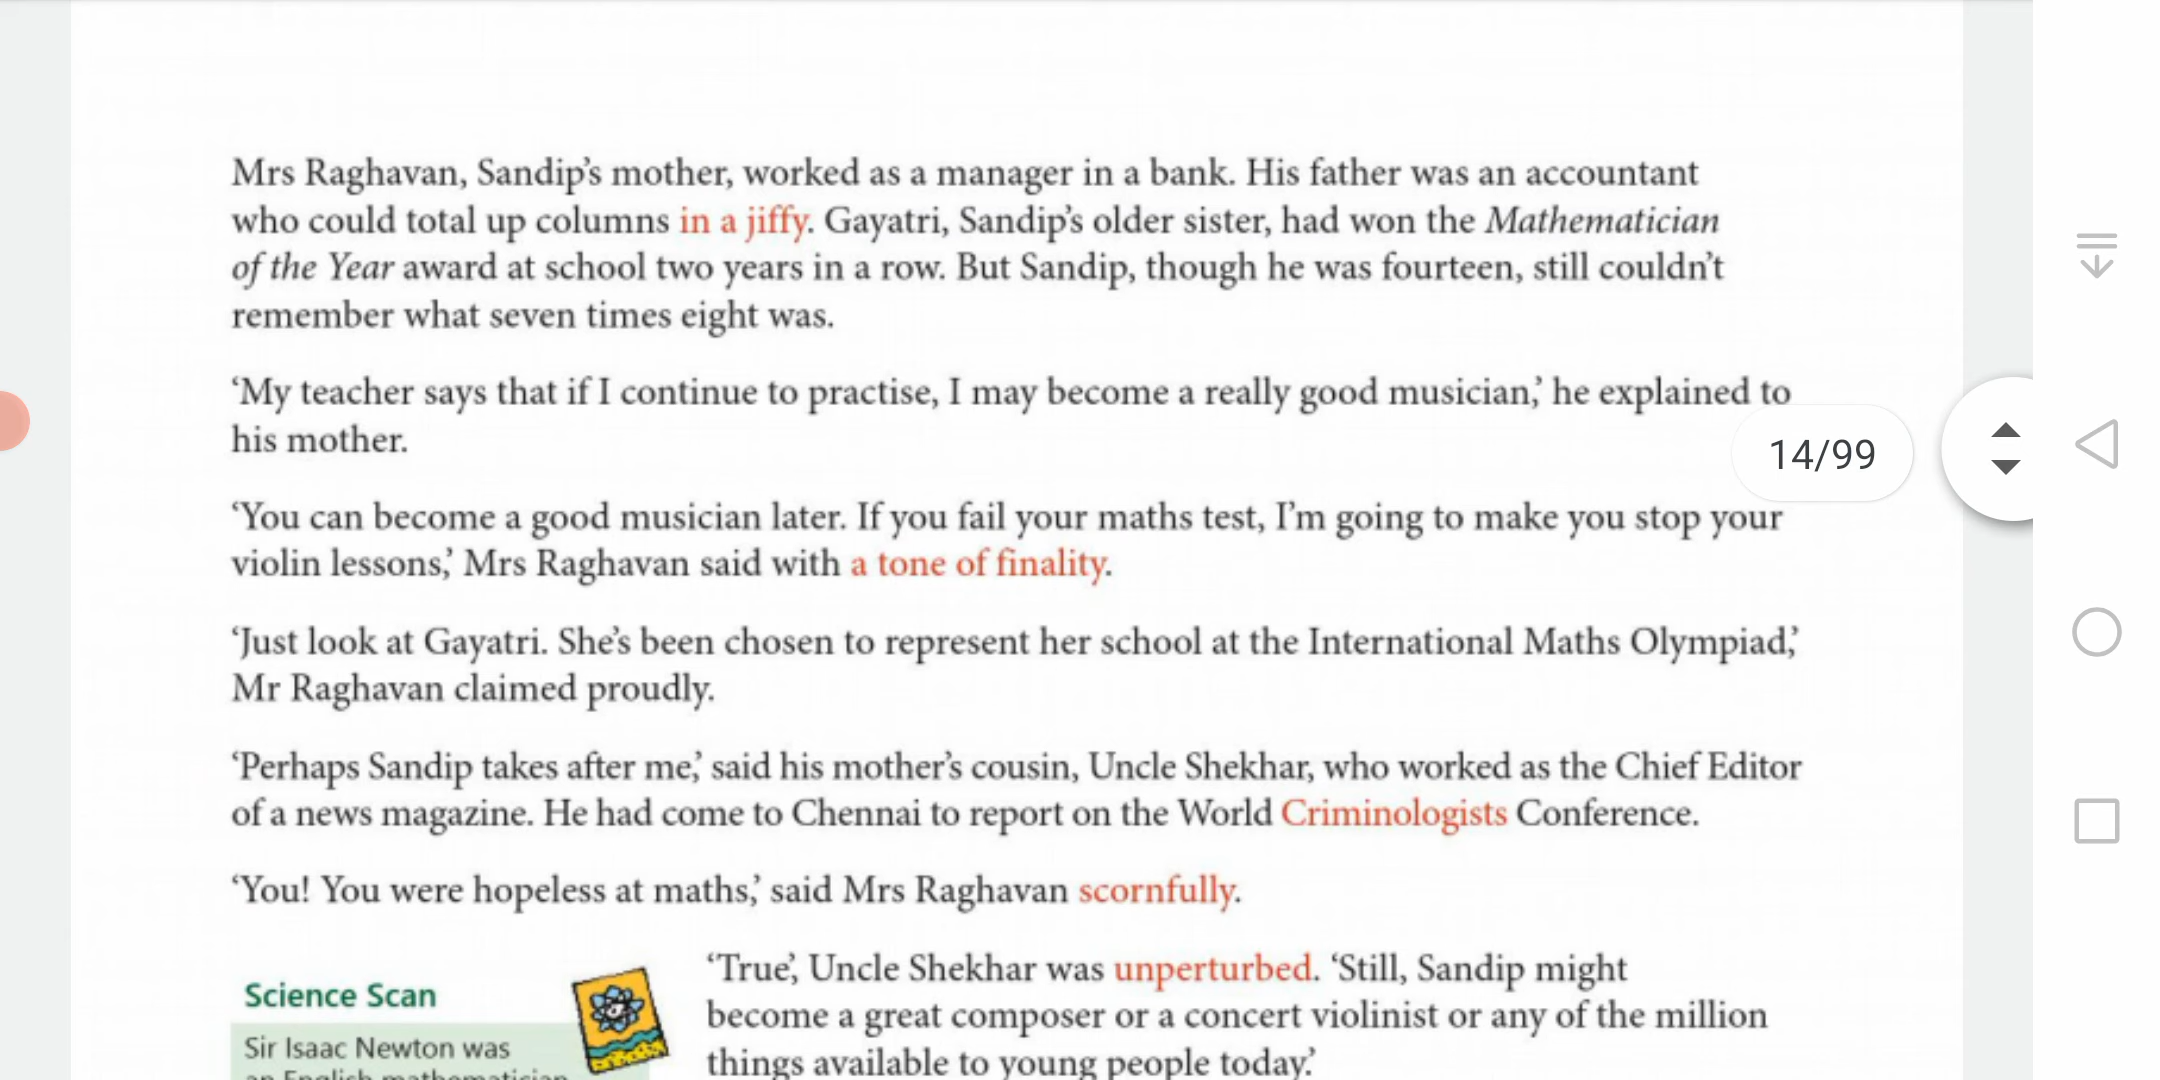 Mrs Raghavan, Sandip’s mother, worked as a manager in a bank. His father was an accountant
who could total up columns in a jiffy. Gayatri, Sandip’s older sister, had won the Mathematician
of the Year award at school two years in a row. But Sandip, though he was fourteen, still couldn’t
remember what seven times eight was.
‘My teacher says that if I continue to practise, I may become a really good musician,’ he explained to
his mother.
14/99
‘You can become a good musician later. If you fail your maths test, I’m going to make you stop your
violin lessons,’ Mrs Raghavan said with a tone of finality.
‘Just look at Gayatri. She’s been chosen to represent her school at the International Maths Olympiad,’
Mr Raghavan claimed proudly.
‘Perhaps Sandip takes after me,’ said his mother’s cousin, Uncle Shekhar, who worked as the Chief Editor
of a news magazine. He had come to Chennai to report on the World Criminologists Conference.
‘You! You were hopeless at maths,’ said Mrs Raghavan scornfully.
‘True’, Uncle Shekhar was unperturbed. ‘Still, Sandip might
become a great composer or a concert violinist or any of the million
things available to young people today.’
Science Scan
Sir Isaac Newton was
an English mathematician